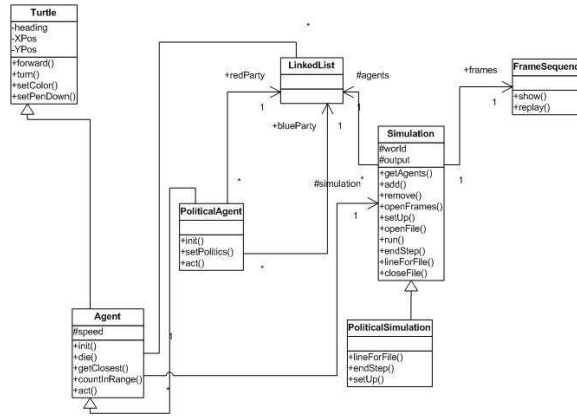 Turtle
-heading
-XPos
-YPos
+forward()
+turn()
+setColor()
+setPenDown()
*
LinkedList
+redParty
#agents
1
1
+blueParty
1
+frames
1
FrameSequenc
+show()
+replay()
Simulation
#world
#output
+getAgents()
+add()
+remove()
+openFrames()
+setUp()
+openFile()
+run()
+endStep()
+lineForFile()
+closeFile()
*
1
#simulation
1
*
PoliticalAgent
+init()
+setPolitics()
+act()
*
Agent
#speed
+init()
+die()
+getClosest()
+countInRange()
+act()
1
*
PoliticalSimulation
+lineForFile()
+endStep()
+setUp()